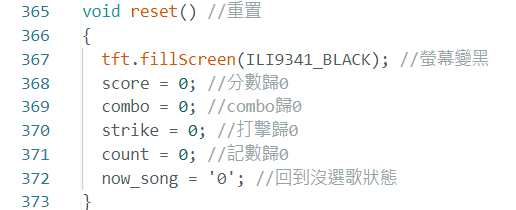 365 void reset() //重置
366 {
367 tft.fillScreen(ILI9341_BLACK); //螢幕變黑
368 score = 0; //分數歸0
369 combo = 0; //combo歸0
370 strike = 0; //打擊歸0
371 count = 0; //記數歸0
372 now_song = '0'; //回到沒選歌狀態
373 }